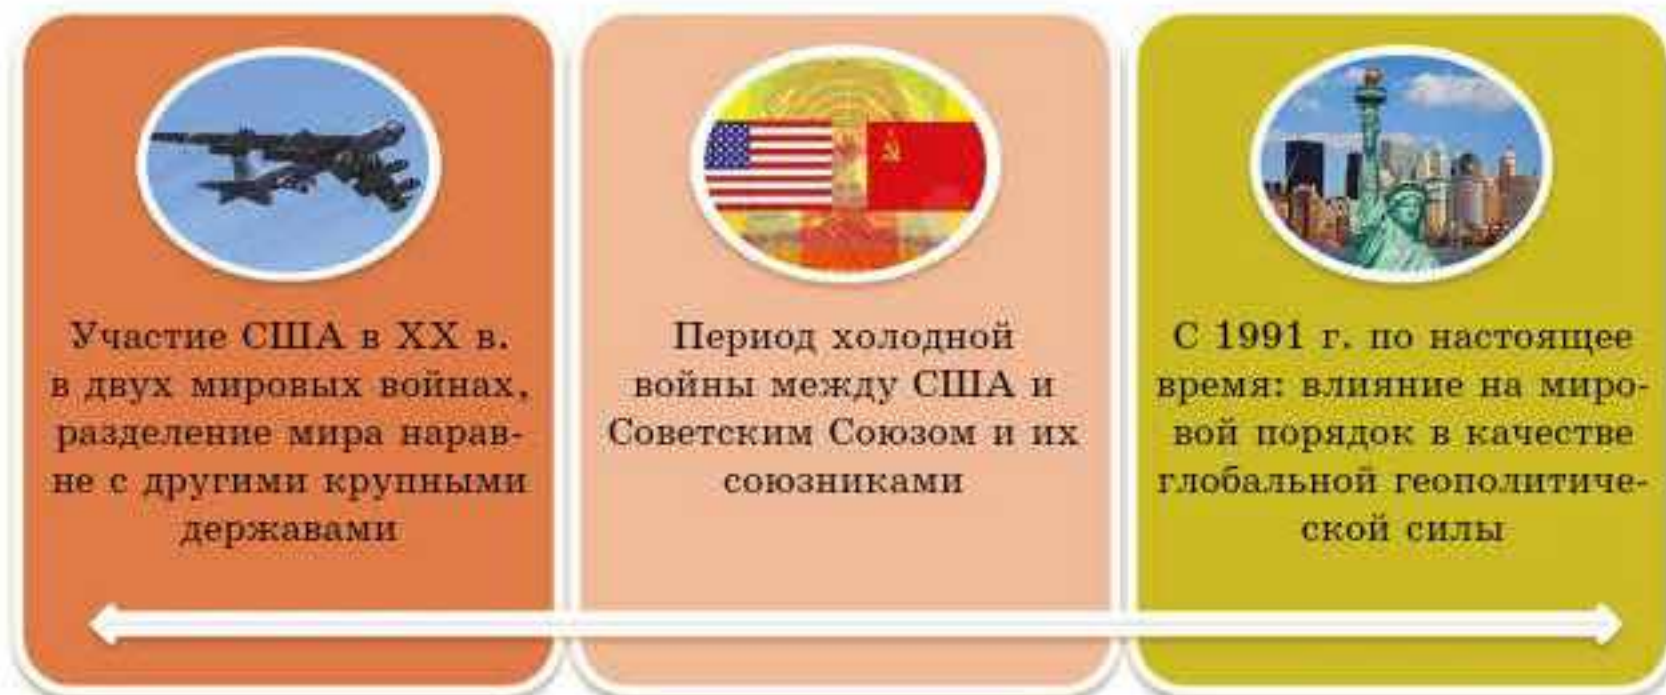 Участие США в XX в.
в двух мировых войнах,
разделение мира нарав-
не с другими крупными
державами
Период холодной
войны между США и
Советским Союзом и их
союзниками
С 1991 г. по настоящее
время: влияние на миро-
вой порядок в качестве
глобальной геополитиче-
ской силы